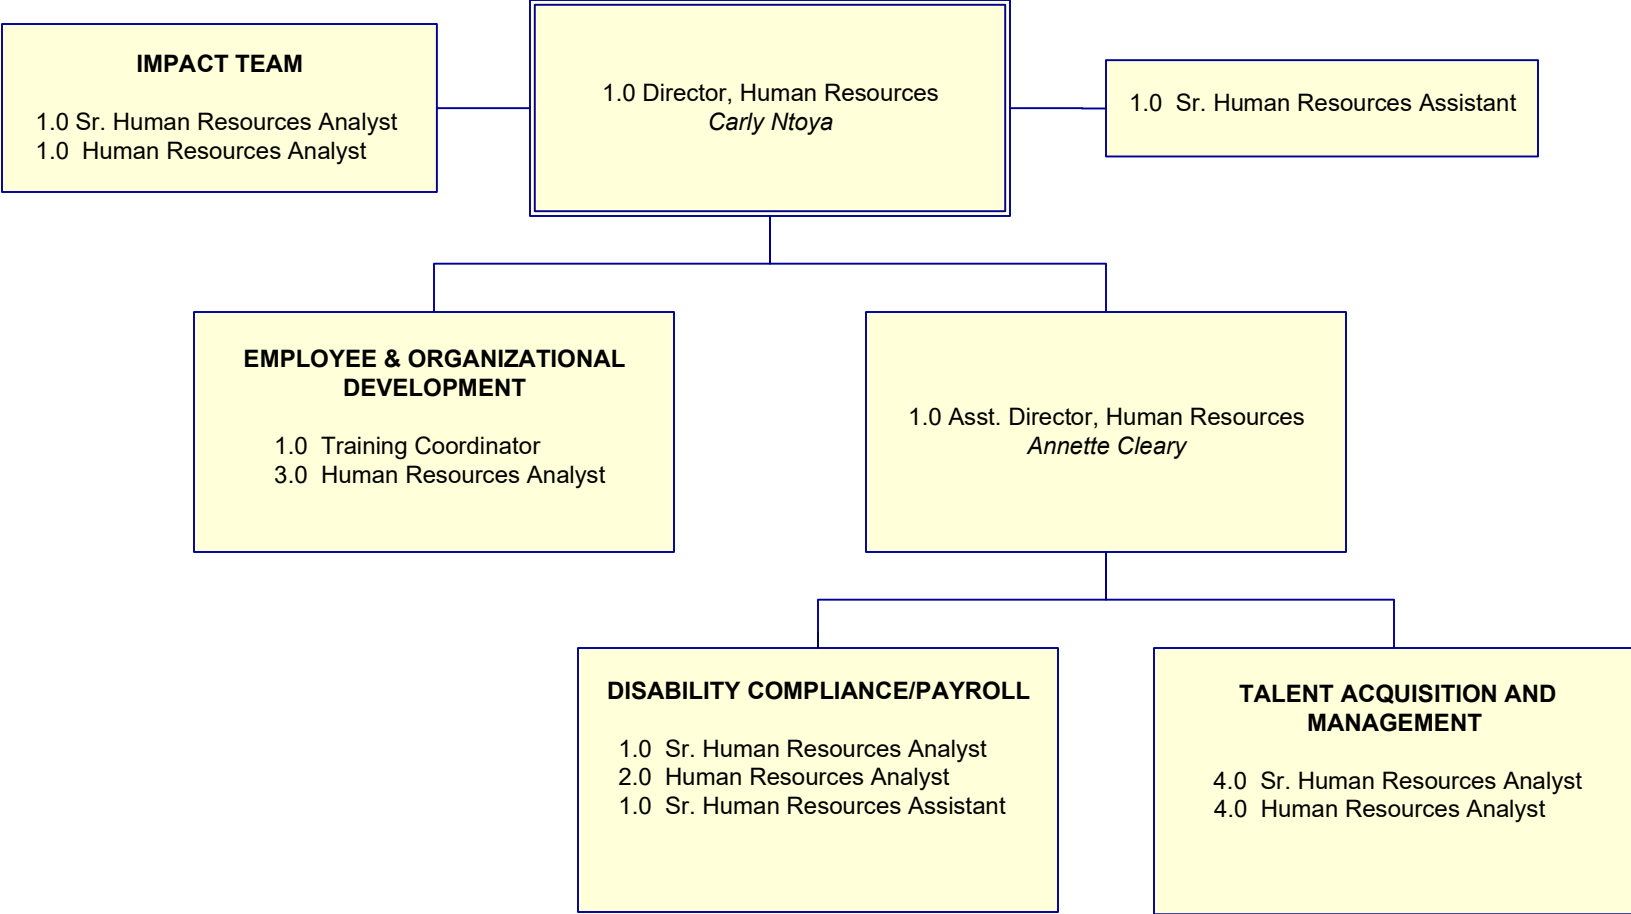 IMPACT TEAM
1.0 Sr. Human Resources Analyst
1.0 Human Resources Analyst
1.0 Director, Human Resources
Carly Ntoya
1.0 Sr. Human Resources Assistant
EMPLOYEE & ORGANIZATIONAL
DEVELOPMENT
1.0 Training Coordinator
3.0 Human Resources Analyst
1.0 Asst. Director, Human Resources
Annette Cleary
DISABILITY COMPLIANCE/PAYROLL
1.0 Sr. Human Resources Analyst
2.0 Human Resources Analyst
1.0 Sr. Human Resources Assistant
TALENT ACQUISITION AND
MANAGEMENT
4.0 Sr. Human Resources Analyst
4.0 Human Resources Analyst